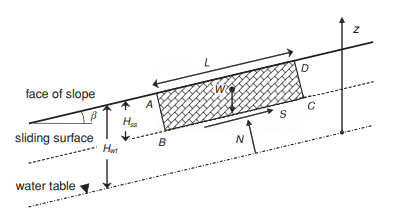 z
L
D
face of slope
W
A
β
H_ss
C
S
sliding surface
H_wt
B
N
water table